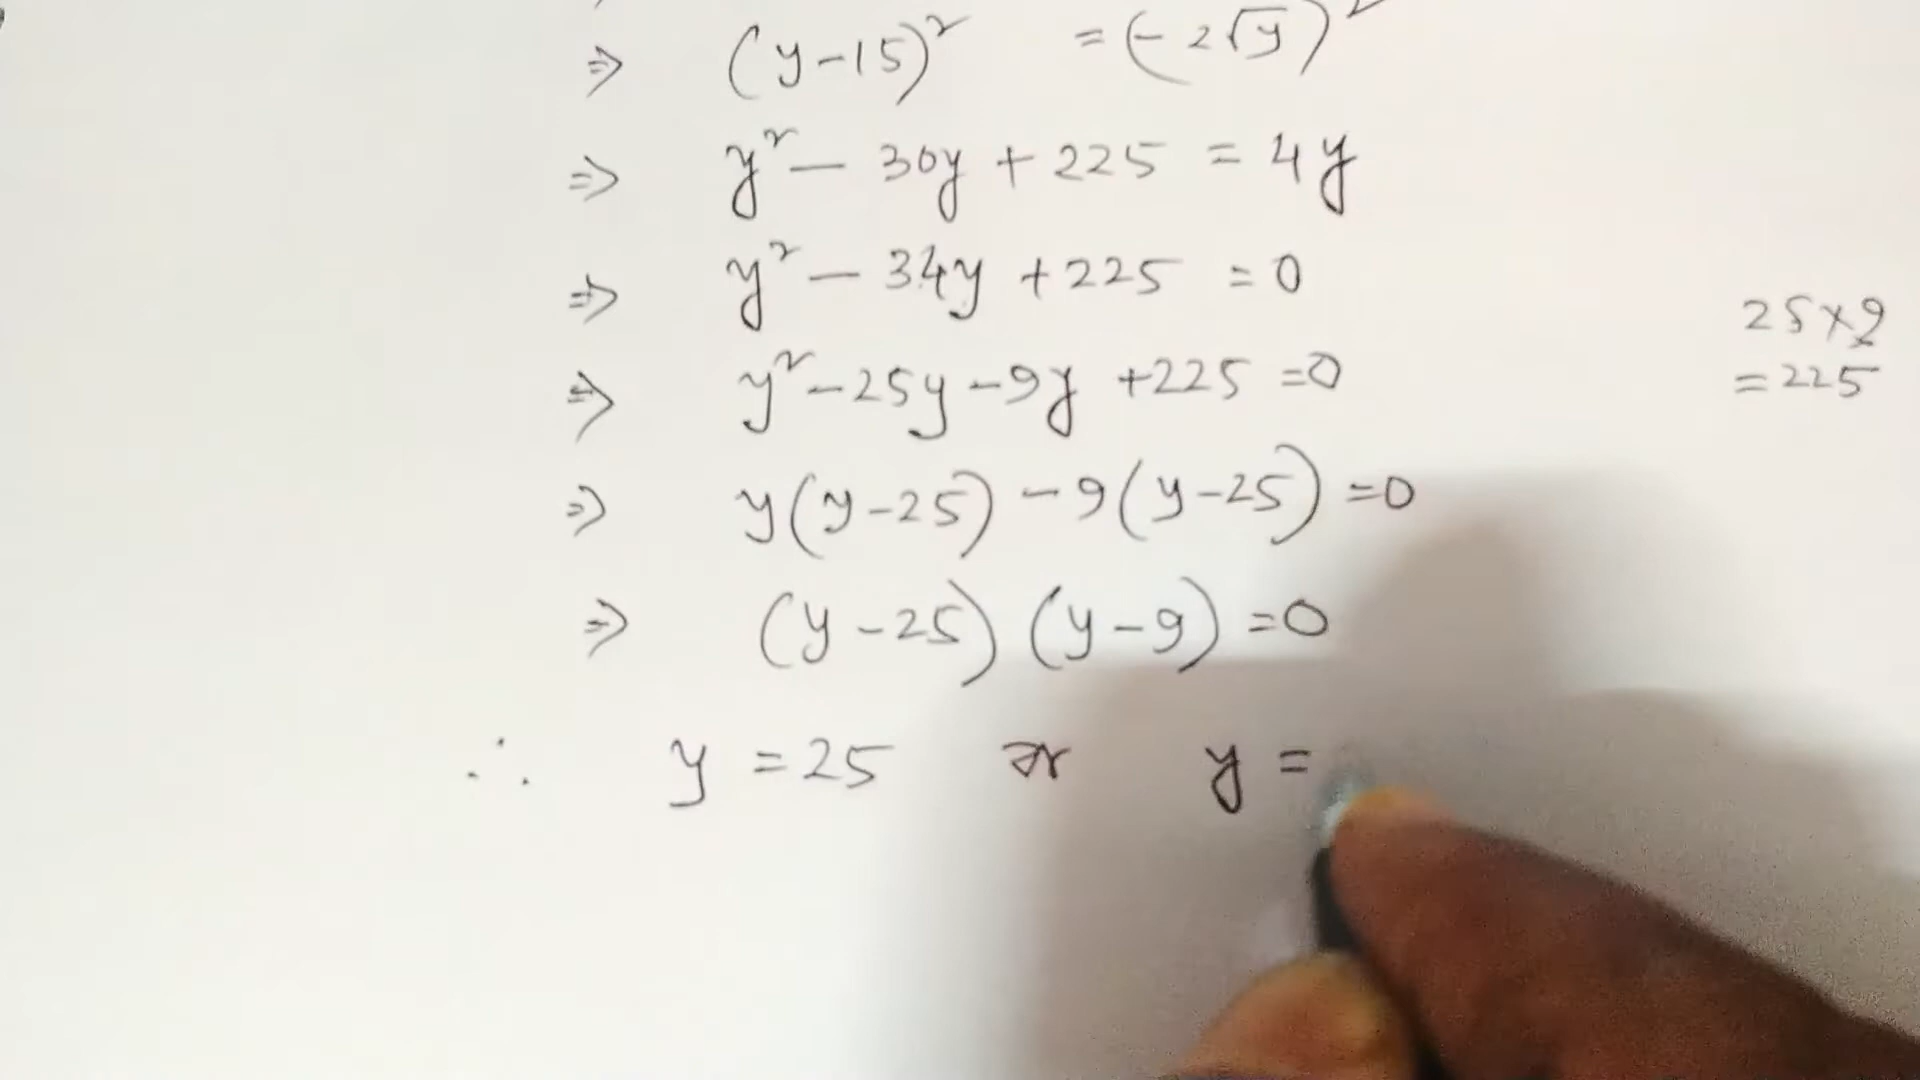 ⇒ (y-15)² = (-2√y)²
⇒ y² - 30y + 225 = 4y
⇒ y² - 34y + 225 = 0
⇒ y² - 25y - 9y + 225 = 0
⇒ y(y-25) - 9(y-25) = 0
⇒ (y-25) (y-9) = 0
∴ y = 25 or y =
25×9
= 225